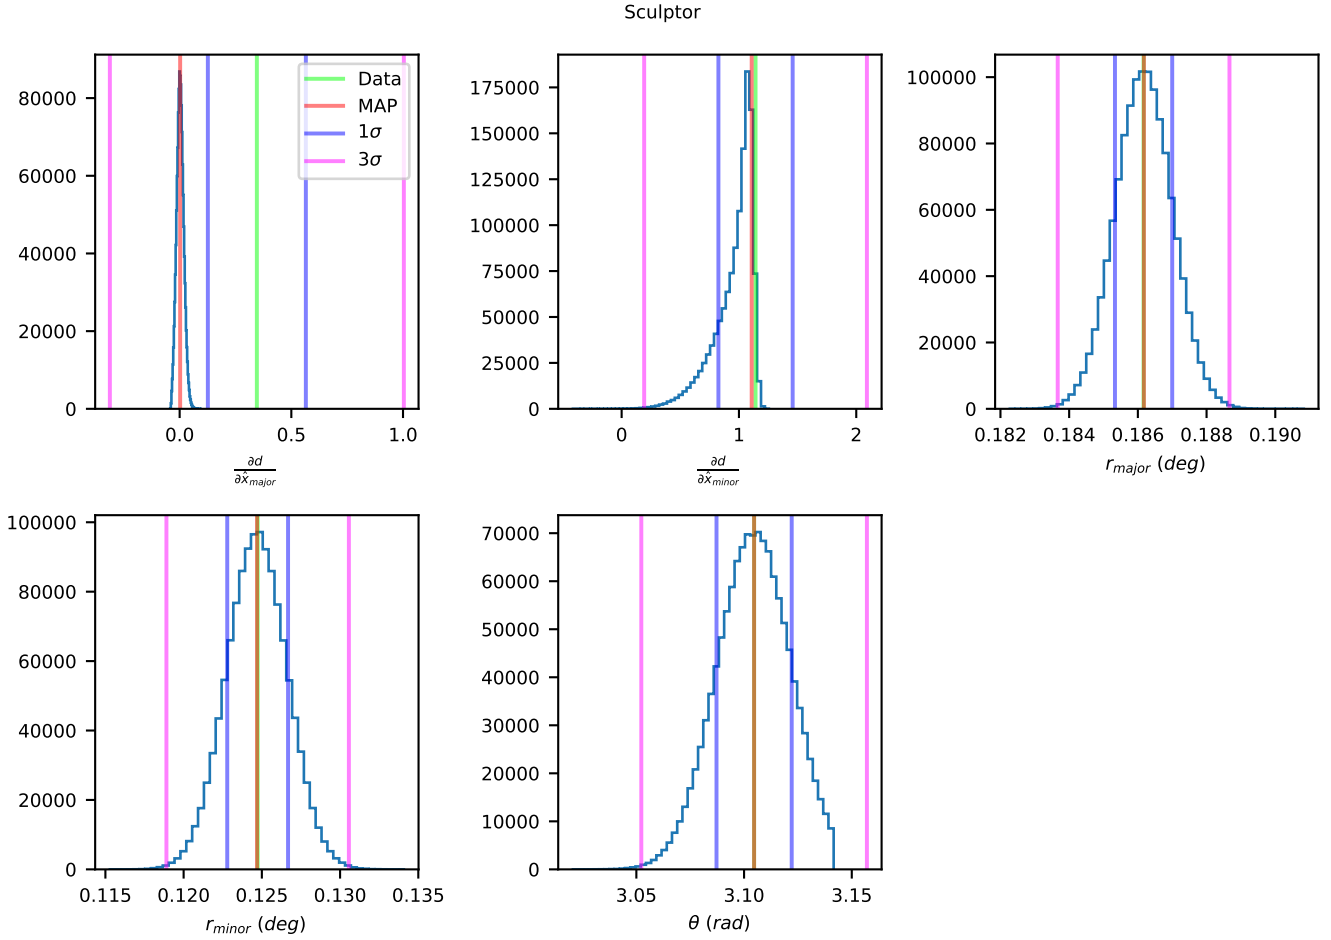 Sculptor
80000
60000
40000
20000
0
0.0 0.5 1.0
∂d
∂x̂major
Data
MAP
1σ
3σ
175000
150000
125000
100000
75000
50000
25000
0
0 1 2
∂d
∂x̂minor
100000
80000
60000
40000
20000
0
0.182 0.184 0.186 0.188 0.190
rmajor (deg)
100000
80000
60000
40000
20000
0
0.115 0.120 0.125 0.130 0.135
rminor (deg)
70000
60000
50000
40000
30000
20000
10000
0
3.05 3.10 3.15
θ (rad)